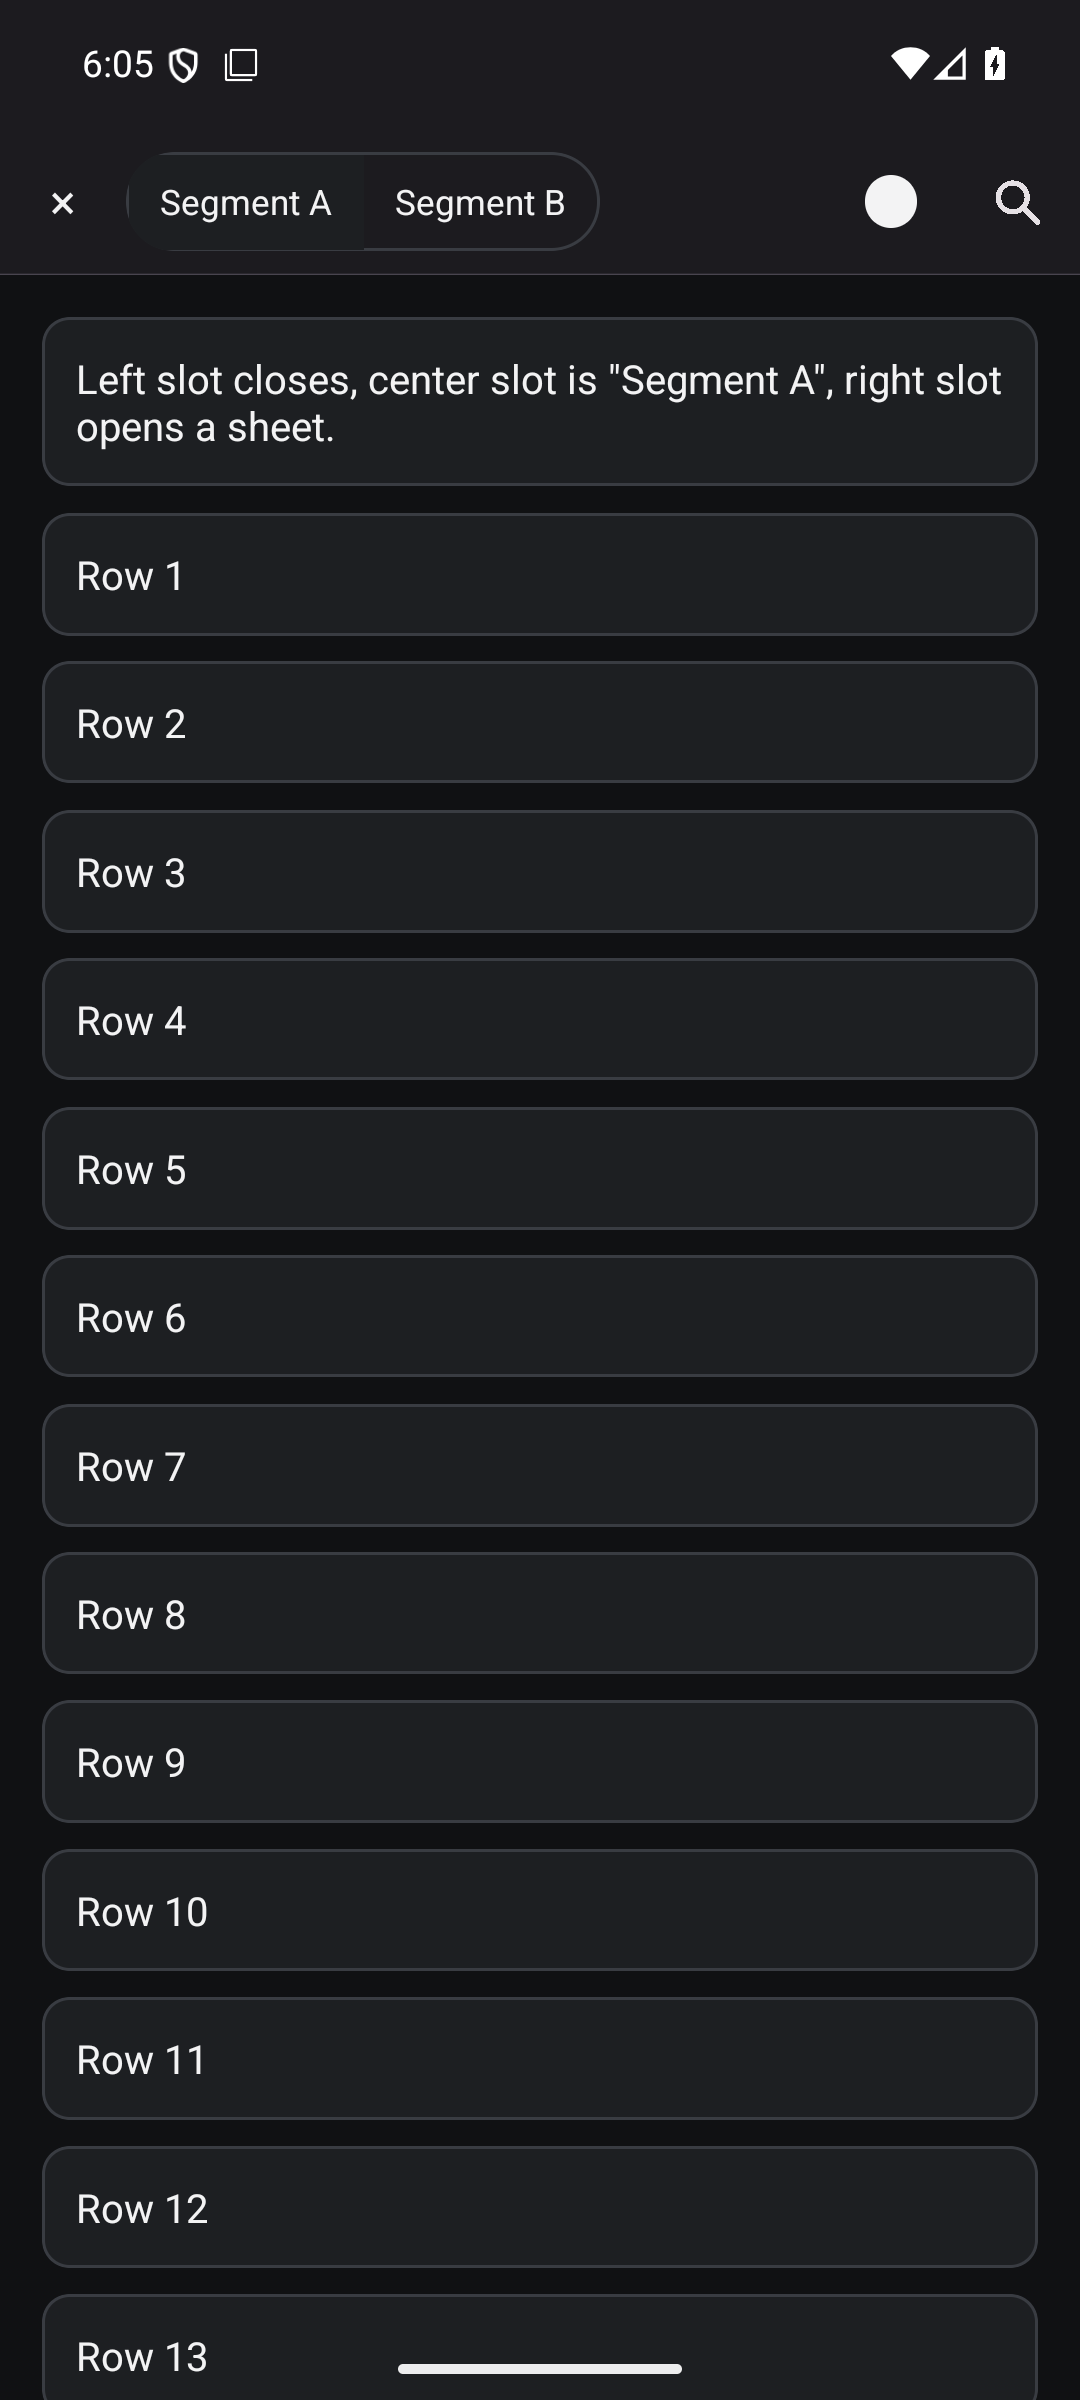 6:05
Segment A
Segment B
Left slot closes, center slot is "Segment A", right slot
opens a sheet.
Row 1
Row 2
Row 3
Row 4
Row 5
Row 6
Row 7
Row 8
Row 9
Row 10
Row 11
Row 12
Row 13